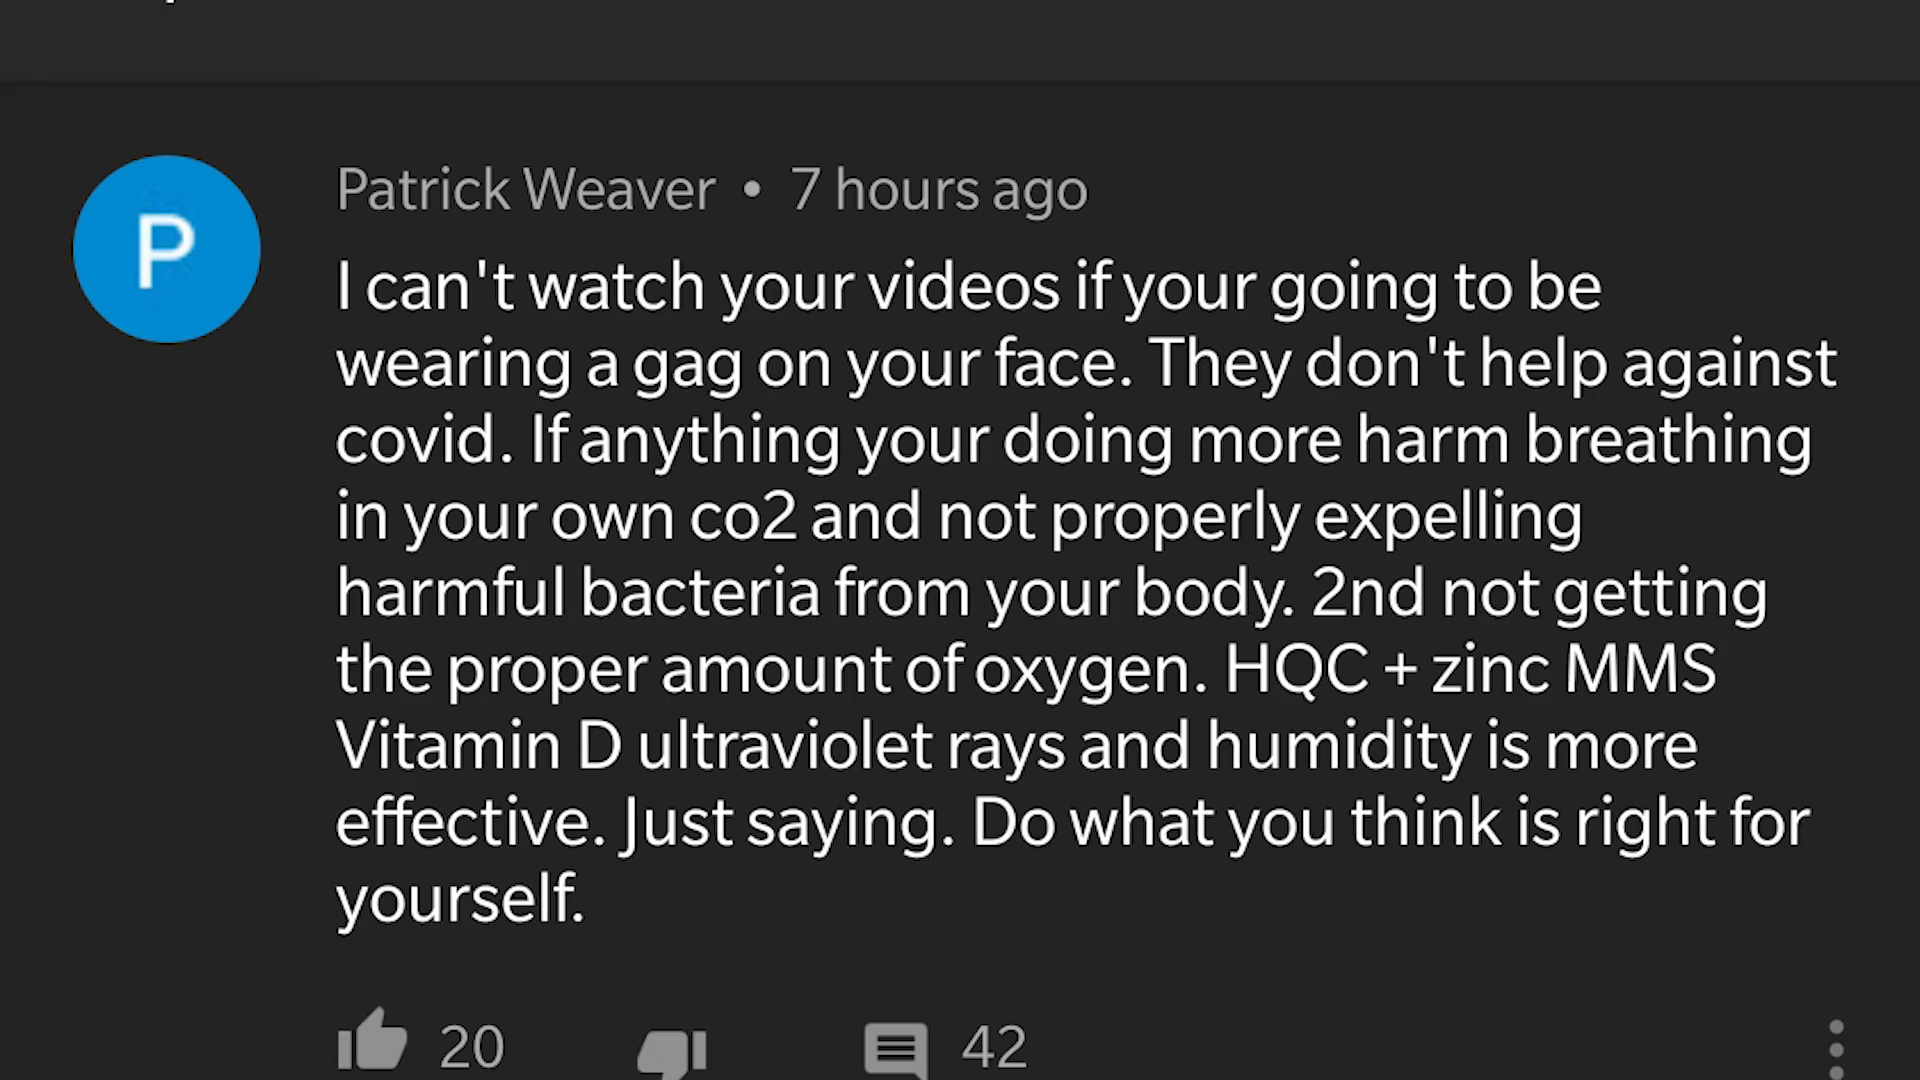 P
Patrick Weaver • 7 hours ago
I can't watch your videos if your going to be
wearing a gag on your face. They don't help against
covid. If anything your doing more harm breathing
in your own co2 and not properly expelling
harmful bacteria from your body. 2nd not getting
the proper amount of oxygen. HQC + zinc MMS
Vitamin D ultraviolet rays and humidity is more
effective. Just saying. Do what you think is right for
yourself.
20
42